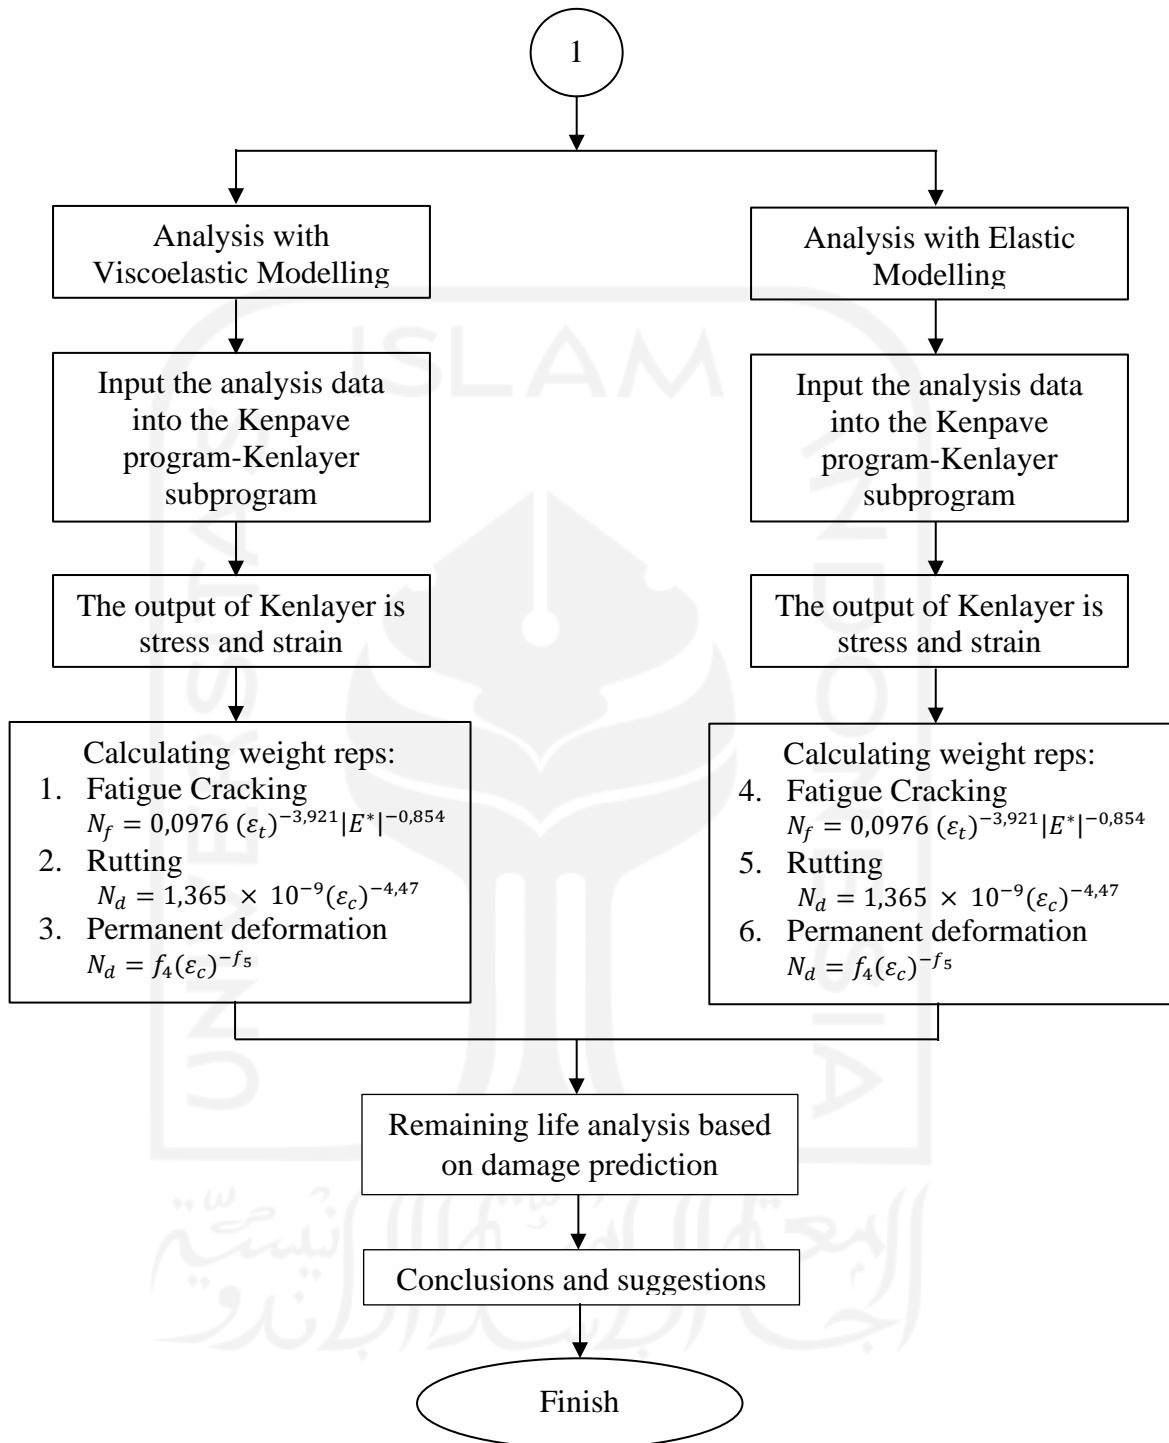 1
Analysis with
Viscoelastic Modelling
Analysis with Elastic
Modelling
Input the analysis data
into the Kenpave
program-Kenlayer
subprogram
Input the analysis data
into the Kenpave
program-Kenlayer
subprogram
The output of Kenlayer is
stress and strain
The output of Kenlayer is
stress and strain
Calculating weight reps:
1. Fatigue Cracking
N_f = 0,0976 (ε_t)^{-3,921}|E^*|^{-0,854}
2. Rutting
N_d = 1,365 × 10^{-9}(ε_c)^{-4,47}
3. Permanent deformation
N_d = f_4(ε_c)^{-f_5}
Calculating weight reps:
4. Fatigue Cracking
N_f = 0,0976 (ε_t)^{-3,921}|E^*|^{-0,854}
5. Rutting
N_d = 1,365 × 10^{-9}(ε_c)^{-4,47}
6. Permanent deformation
N_d = f_4(ε_c)^{-f_5}
Remaining life analysis based
on damage prediction
Conclusions and suggestions
Finish
UNIVERSITAS
ISLAM
INDONESIA